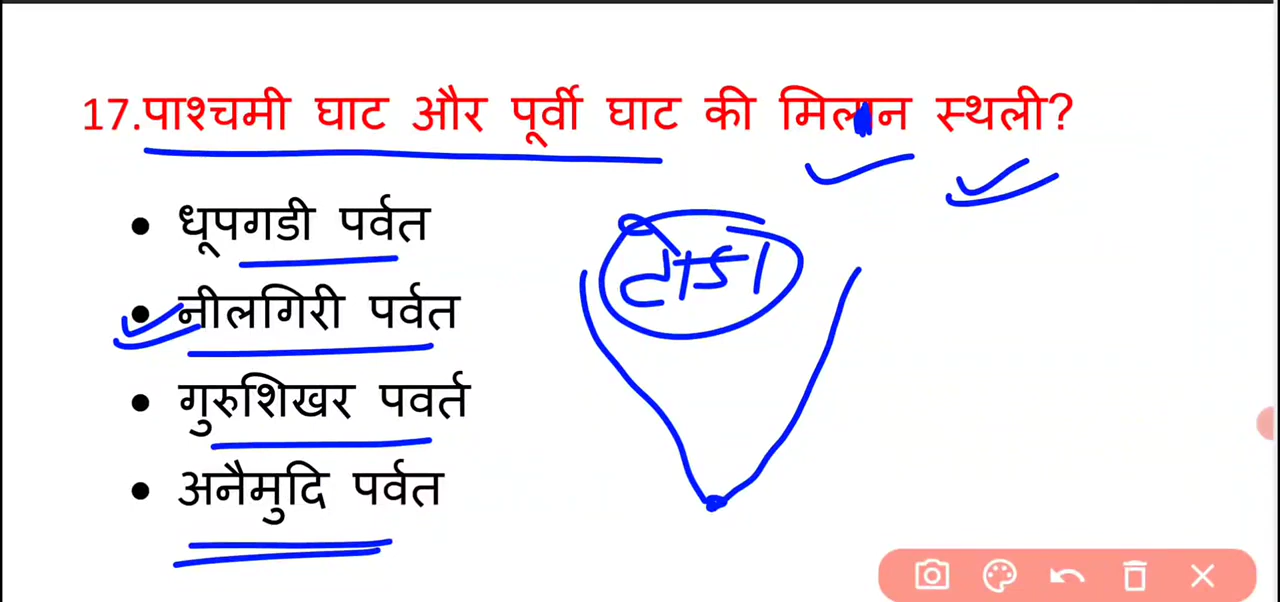 17.पाश्चमी घाट और पूर्वी घाट की मिलान स्थली?
• धूपगडी पर्वत
• नीलगिरी पर्वत
• गुरुशिखर पवर्त
• अनैमुदि पर्वत